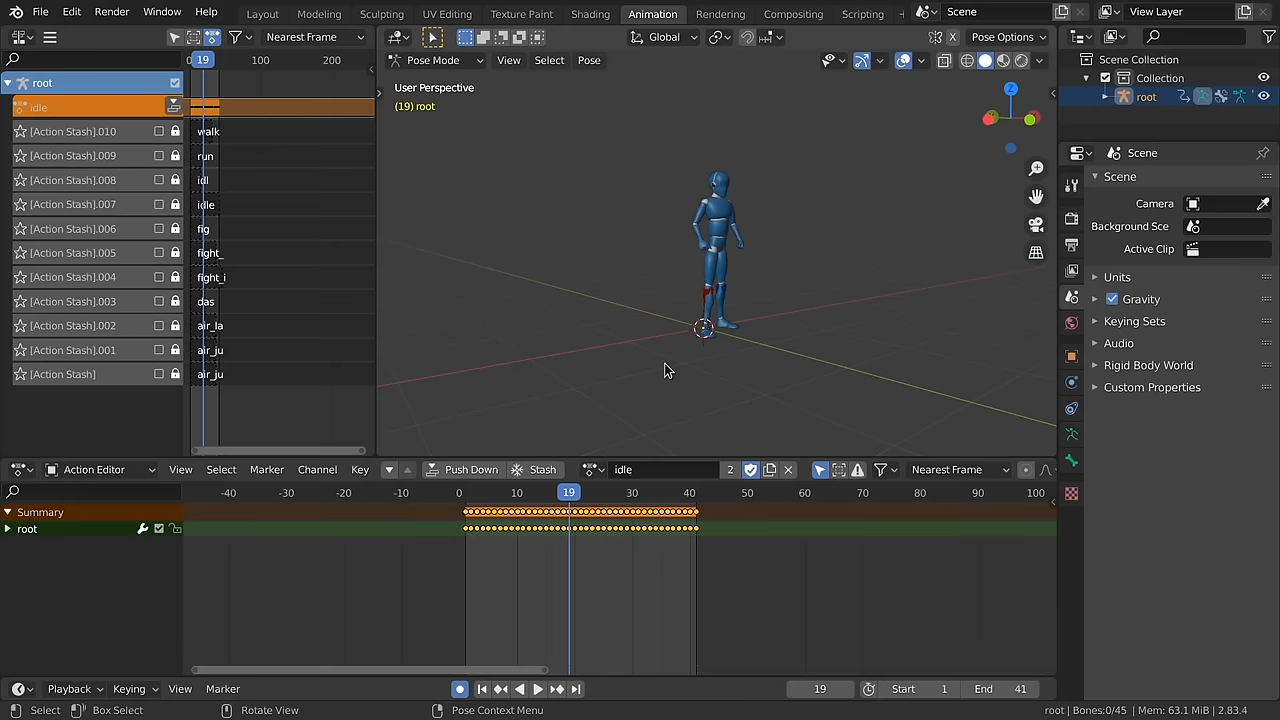 File Edit Render Window Help Layout Modeling Sculpting UV Editing Texture Paint Shading Animation Rendering Compositing Scripting + Scene View Layer
Nearest Frame Global X Pose Options
19 100 200 Pose Mode View Select Pose
root
idle
[Action Stash].010 walk
[Action Stash].009 run
[Action Stash].008 idl
[Action Stash].007 idle
[Action Stash].006 fig
[Action Stash].005 fight_
[Action Stash].004 fight_i
[Action Stash].003 das
[Action Stash].002 air_la
[Action Stash].001 air_ju
[Action Stash] air_ju
User Perspective
(19) root
Z
Scene Collection
Collection
root
Scene
Scene
Camera
Background Sce
Active Clip
Units
Gravity
Keying Sets
Audio
Rigid Body World
Custom Properties
Action Editor View Select Marker Channel Key Push Down Stash idle 2 Nearest Frame
-40 -30 -20 -10 0 10 19 30 40 50 60 70 80 90 100
Summary
root
Playback Keying View Marker 19 Start 1 End 41
Select Box Select Rotate View Pose Context Menu root | Bones:0/45 | Mem: 63.1 MiB | 2.83.4